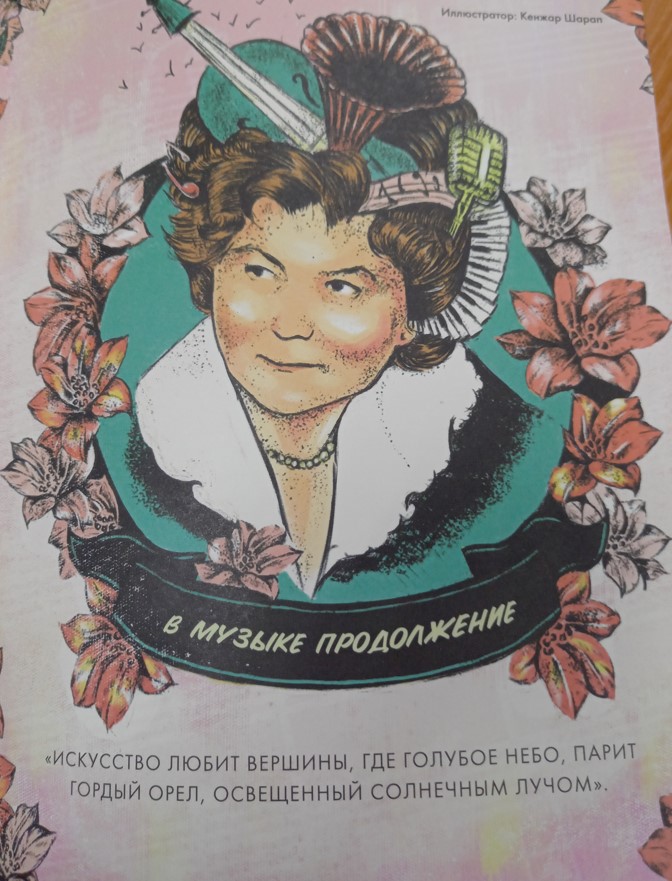 Иллюстратор: Кенжар Шарап
В МУЗЫКЕ ПРОДОЛЖЕНИЕ
«ИСКУССТВО ЛЮБИТ ВЕРШИНЫ, ГДЕ ГОЛУБОЕ НЕБО, ПАРИТ
ГОРДЫЙ ОРЕЛ, ОСВЕЩЕННЫЙ СОЛНЕЧНЫМ ЛУЧОМ».